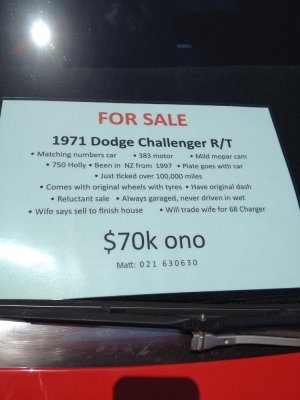 FOR SALE
1971 Dodge Challenger R/T
• Matching numbers car • 383 motor • Mild mopar cam
• 750 Holly • Been in NZ from 1997 • Plate goes with car
• Just ticked over 100,000 miles
• Comes with original wheels with tyres • Have original dash
• Reluctant sale • Always garaged, never driven in wet
• Wife says sell to finish house • Will trade wife for 68 Charger
$70k ono
Matt: 021 630630